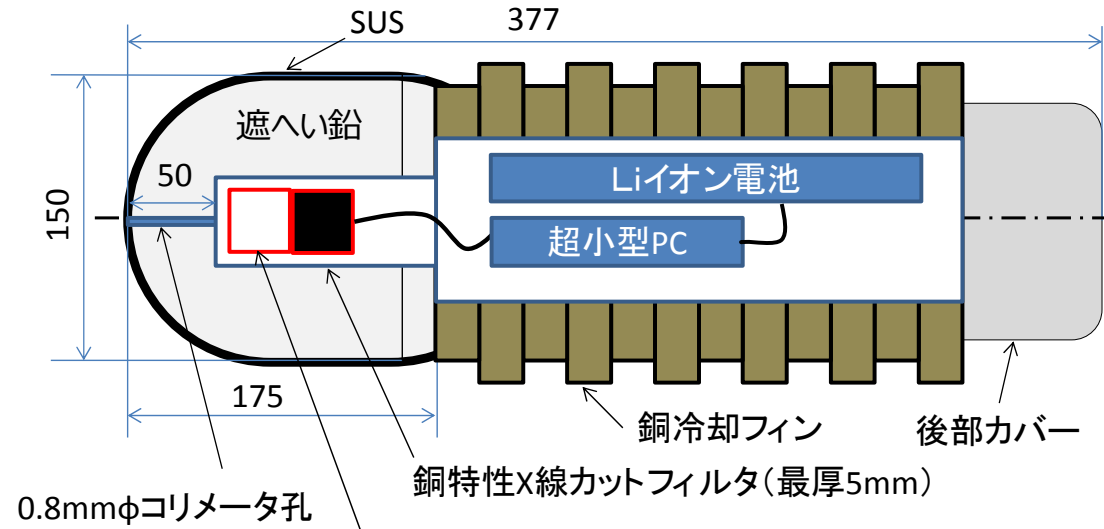 SUS
377
遮へい鉛
50
150
Liイオン電池
超小型PC
175
銅冷却フィン
後部カバー
銅特性X線カットフィルタ(最厚5mm)
0.8mmφコリメータ孔